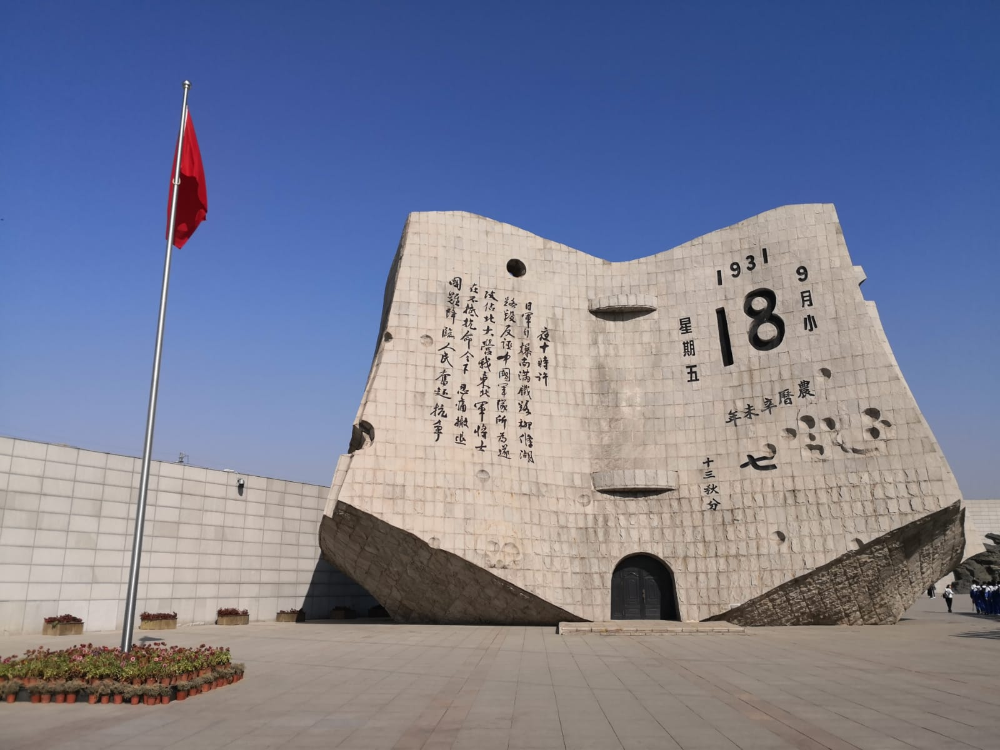 夜十時許
日軍自爆南滿鐵路柳條湖
路段反誣中國軍隊所為遂
攻佔北大營我東北軍將士
在不抵抗命令下忍痛撤退
國難降臨人民奮起抗爭
1931
9月小
18
星期五
農曆辛未年
七
十三秋分